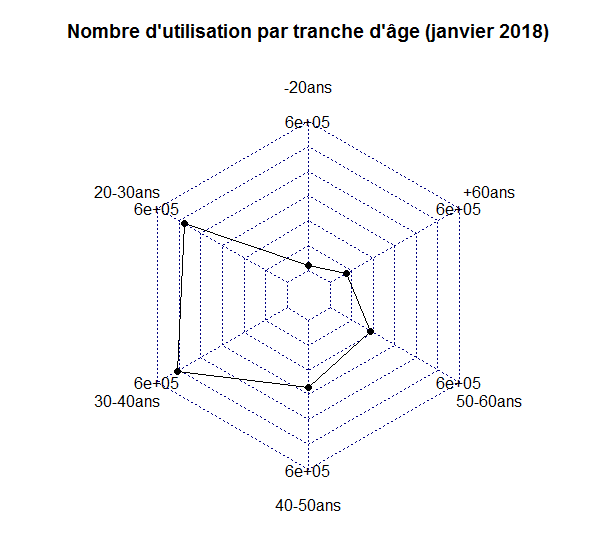 Nombre d'utilisation par tranche d'âge (janvier 2018)
-20ans
6e+05
20-30ans
6e+05
+60ans
6e+05
6e+05
30-40ans
6e+05
50-60ans
6e+05
40-50ans